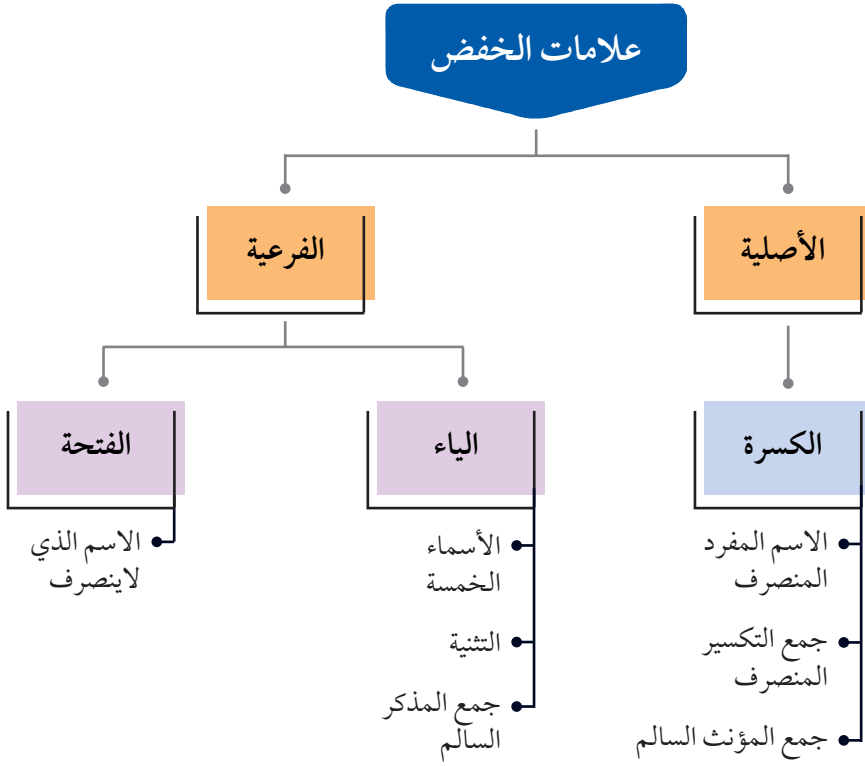 علامات الخفض
الأصلية
الفرعية
الكسرة
الياء
الفتحة
الاسم المفرد
المنصرف
جمع التكسير
المنصرف
جمع المؤنث السالم
الأسماء
الخمسة
التثنية
جمع المذكر
السالم
الاسم الذي
لاينصرف